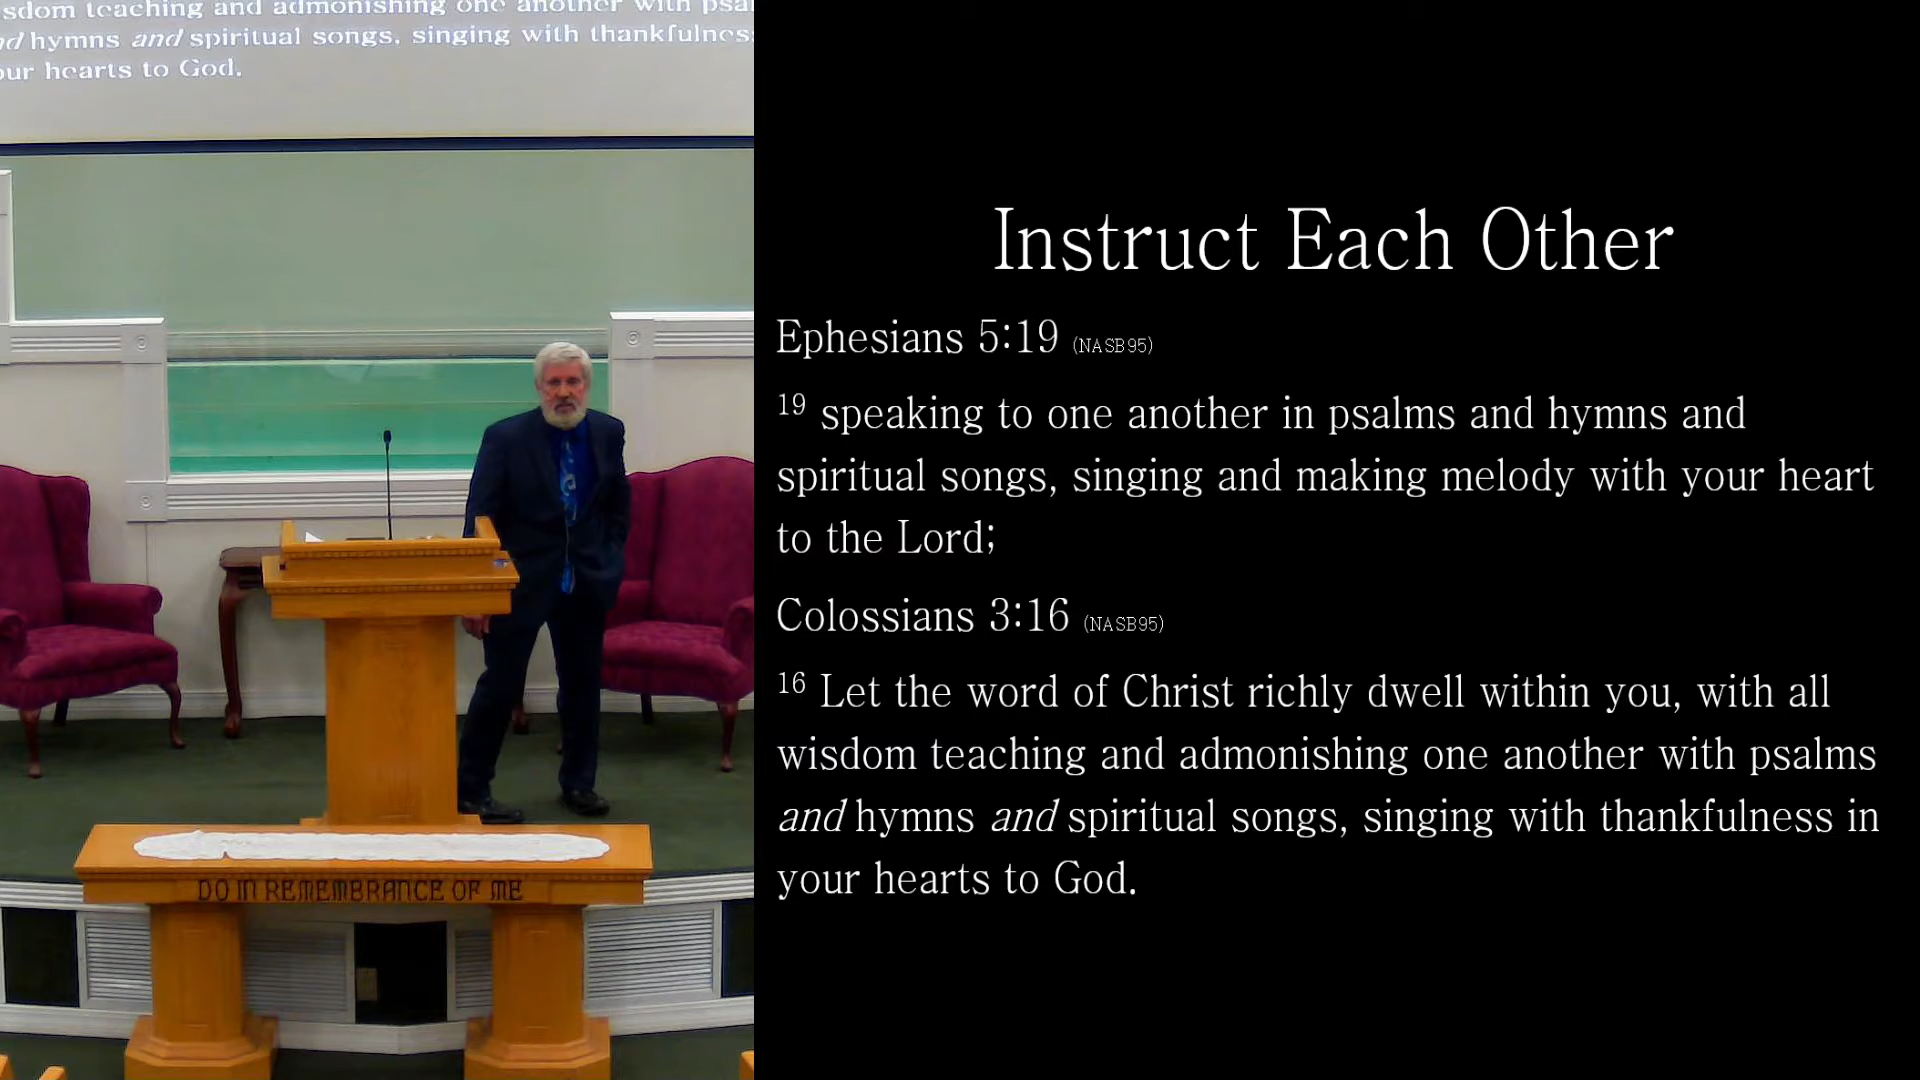 sdom teaching and admonishing one another with psa
nd hymns and spiritual songs, singing with thankfulness
our hearts to God.
DO IN REMEMBRANCE OF ME
Instruct Each Other
Ephesians 5:19 (NASB95)
19 speaking to one another in psalms and hymns and
spiritual songs, singing and making melody with your heart
to the Lord;
Colossians 3:16 (NASB95)
16 Let the word of Christ richly dwell within you, with all
wisdom teaching and admonishing one another with psalms
and hymns and spiritual songs, singing with thankfulness in
your hearts to God.